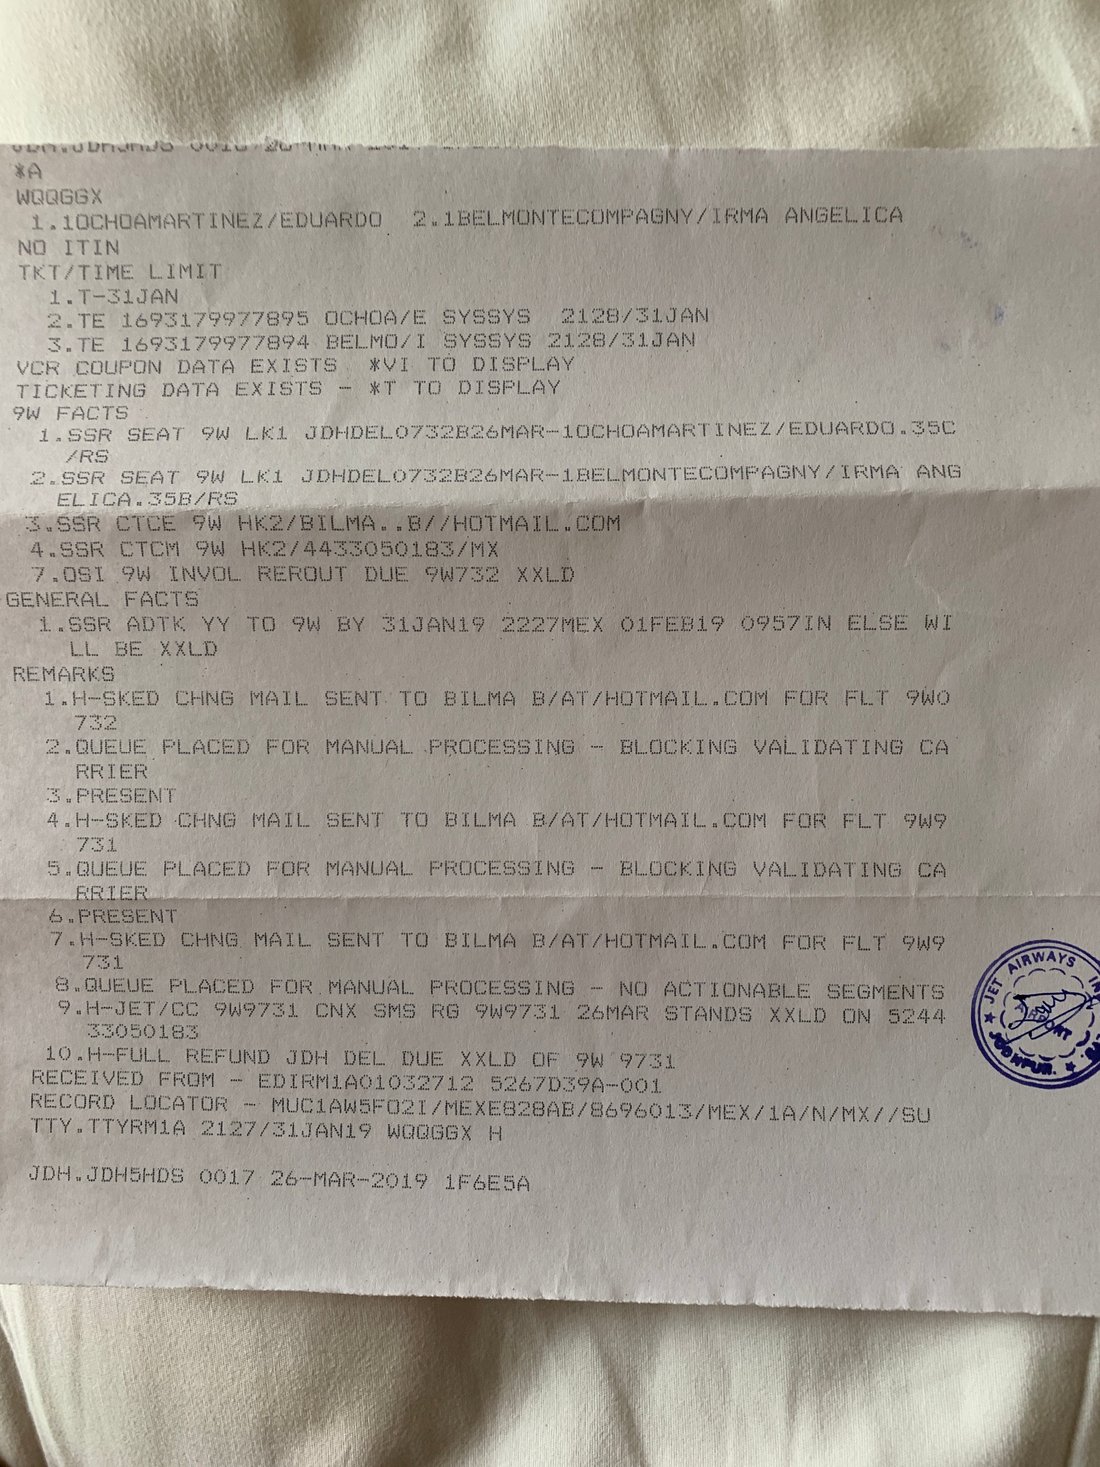 *A
WQQGGX
1.1OCHOAMARTINEZ/EDUARDO 2.1BELMONTECOMPAGNY/IRMA ANGELICA
NO ITIN
TKT/TIME LIMIT
1.T-31JAN
2.TE 1693179977895 OCHOA/E SYSSYS 2128/31JAN
3.TE 1693179977894 BELMO/I SYSSYS 2128/31JAN
VCR COUPON DATA EXISTS *VI TO DISPLAY
TICKETING DATA EXISTS - *T TO DISPLAY
9W FACTS
1.SSR SEAT 9W LK1 JDHDEL0732B26MAR-1OCHOAMARTINEZ/EDUARDO.35C
/RS
2.SSR SEAT 9W LK1 JDHDEL0732B26MAR-1BELMONTECOMPAGNY/IRMA ANG
ELICA.35B/RS
3.SSR CTCE 9W HK2/BILMA..B//HOTMAIL.COM
4.SSR CTCM 9W HK2/4433050183/MX
7.OSI 9W INVOL REROUT DUE 9W732 XXLD
GENERAL FACTS
1.SSR ADTK YY TO 9W BY 31JAN19 2227MEX 01FEB19 0957IN ELSE WI
LL BE XXLD
REMARKS
1.H-SKED CHNG MAIL SENT TO BILMA B/AT/HOTMAIL.COM FOR FLT 9W0
732
2.QUEUE PLACED FOR MANUAL PROCESSING - BLOCKING VALIDATING CA
RRIER
3.PRESENT
4.H-SKED CHNG MAIL SENT TO BILMA B/AT/HOTMAIL.COM FOR FLT 9W9
731
5.QUEUE PLACED FOR MANUAL PROCESSING - BLOCKING VALIDATING CA
RRIER
6.PRESENT
7.H-SKED CHNG MAIL SENT TO BILMA B/AT/HOTMAIL.COM FOR FLT 9W9
731
8.QUEUE PLACED FOR MANUAL PROCESSING - NO ACTIONABLE SEGMENTS
9.H-JET/CC 9W9731 CNX SMS RG 9W9731 26MAR STANDS XXLD ON 5244
33050183
10.H-FULL REFUND JDH DEL DUE XXLD OF 9W 9731
RECEIVED FROM - EDIRM1A01032712 5267D39A-001
RECORD LOCATOR - MUC1AW5F02I/MEXE828AB/8696013/MEX/1A/N/MX//SU
TTY.TTYRM1A 2127/31JAN19 WQQGGX H
JDH.JDH5HDS 0017 26-MAR-2019 1F6E5A
JET AIRWAYS
JODHPUR.